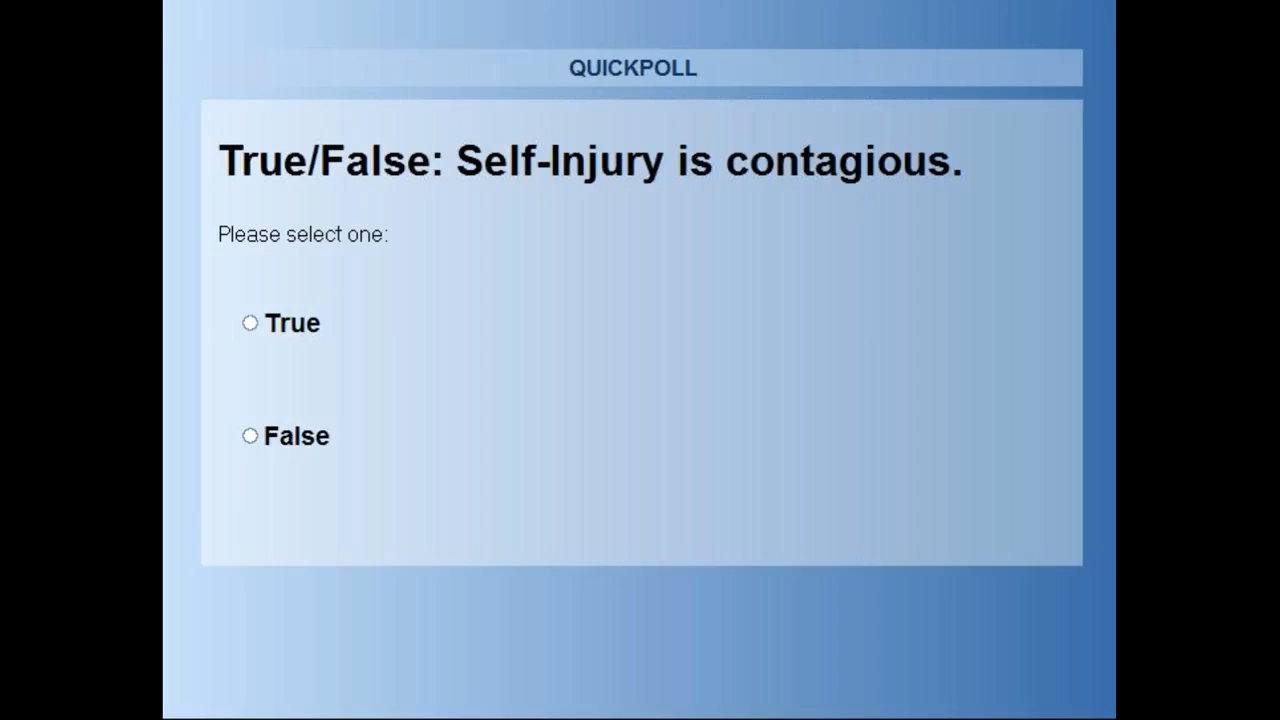 QUICKPOLL
True/False: Self-Injury is contagious.
Please select one:
True
False